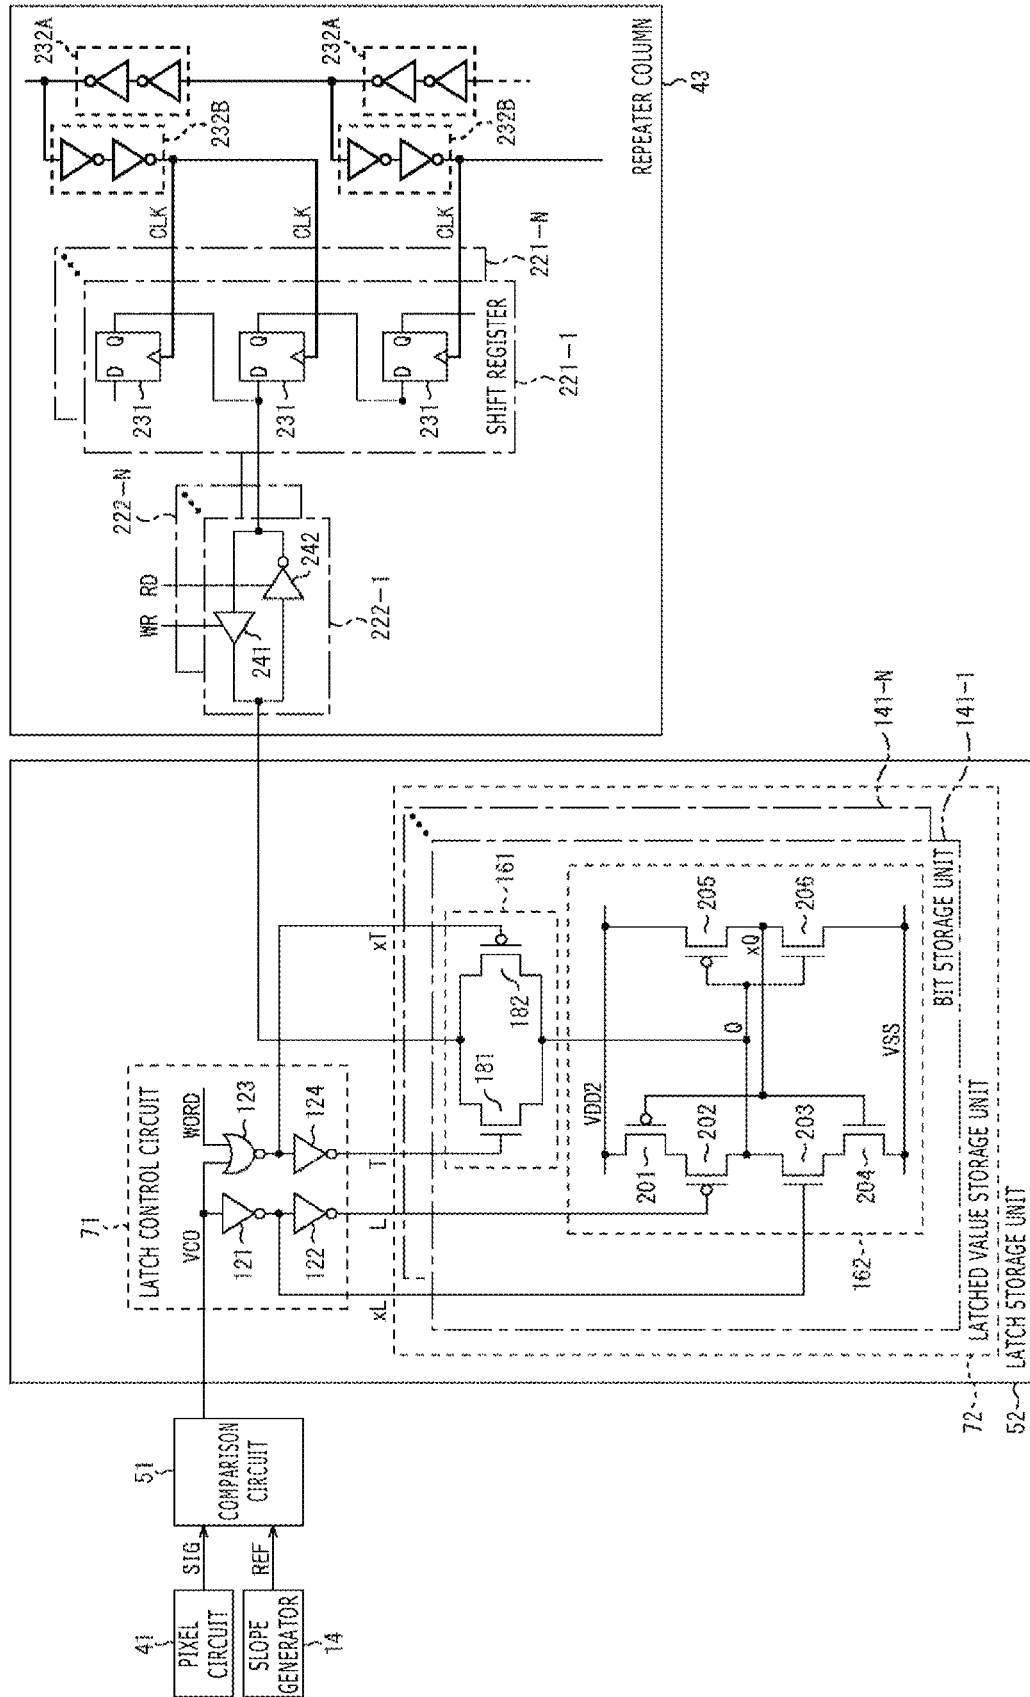 41
PIXEL
CIRCUIT
SLOPE
GENERATOR
14
SIG
REF
51
COMPARISON
CIRCUIT
71
LATCH CONTROL CIRCUIT
VCO
WORD
121
122
123
124
xL
L
T
xT
161
181
182
VDD2
201
202
203
204
205
206
Q
xQ
VSS
162
BIT STORAGE UNIT
141-1
141-N
LATCHED VALUE STORAGE UNIT
72
LATCH STORAGE UNIT
52
WR
RD
241
242
222-1
222-N
D
Q
231
D
Q
231
D
Q
231
SHIFT REGISTER
221-1
221-N
CLK
CLK
CLK
232A
232B
232A
232B
REPEATER COLUMN
43